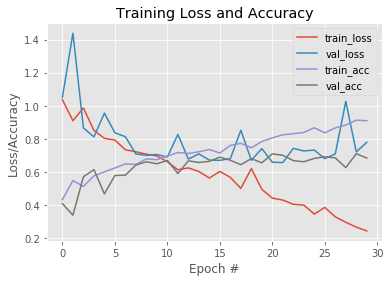 Training Loss and Accuracy
train_loss
val_loss
train_acc
val_acc
Loss/Accuracy
1.4
1.2
1.0
0.8
0.6
0.4
0.2
0
5
10
15
20
25
30
Epoch #